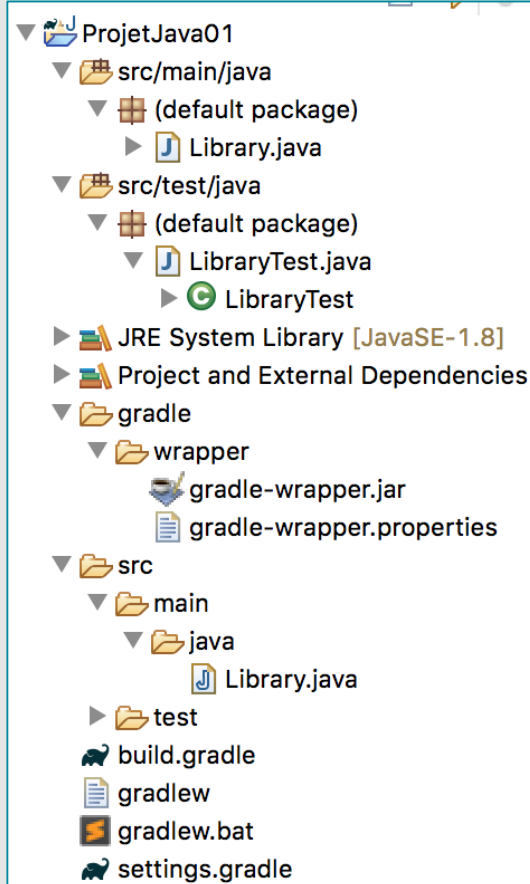 ProjetJava01
src/main/java
(default package)
Library.java
src/test/java
(default package)
LibraryTest.java
LibraryTest
JRE System Library [JavaSE-1.8]
Project and External Dependencies
gradle
wrapper
gradle-wrapper.jar
gradle-wrapper.properties
src
main
java
Library.java
test
build.gradle
gradlew
gradlew.bat
settings.gradle